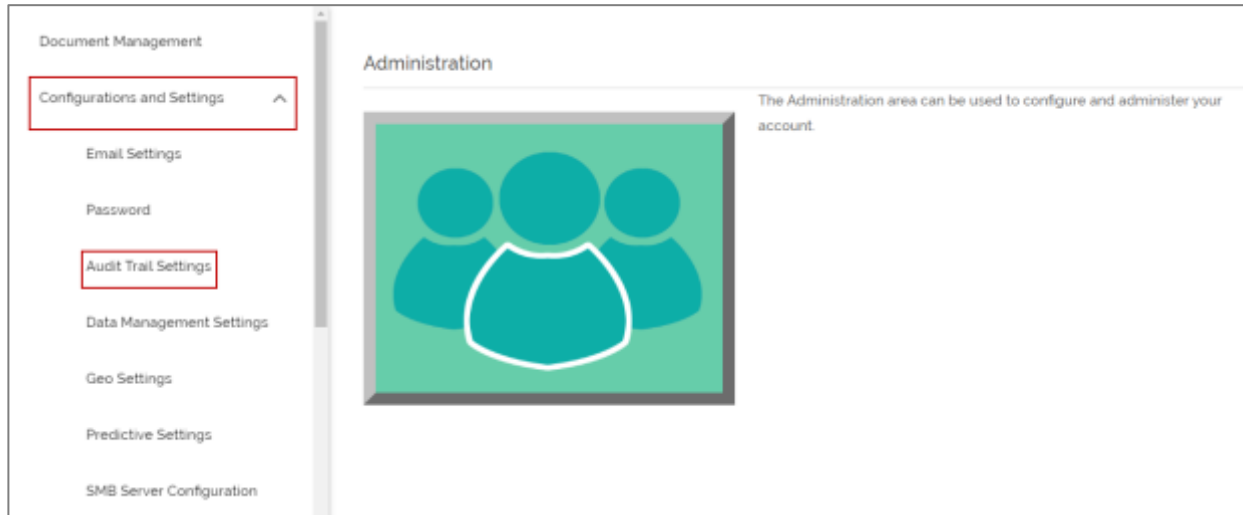 Document Management
Configurations and Settings
Email Settings
Password
Audit Trail Settings
Data Management Settings
Geo Settings
Predictive Settings
SMB Server Configuration
Administration
The Administration area can be used to configure and administer your
account.